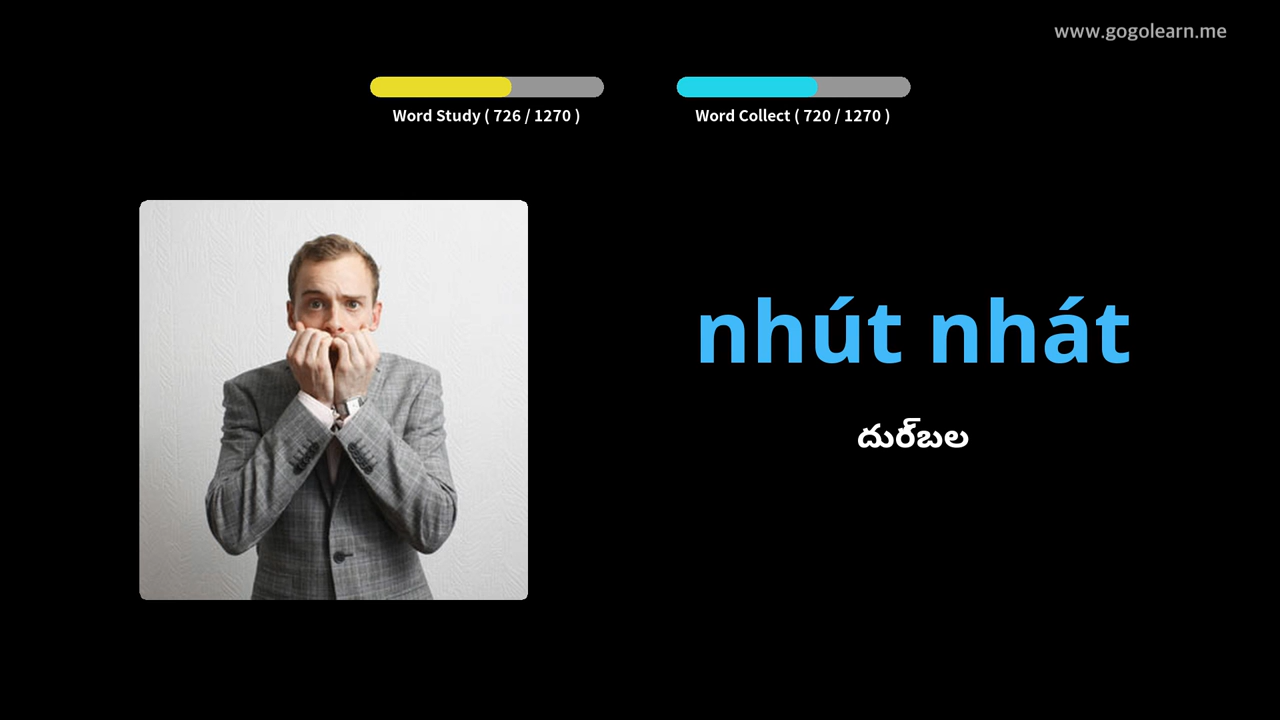 www.gogolearn.me
Word Study ( 726 / 1270 )
Word Collect ( 720 / 1270 )
nhút nhát
దుర్బల